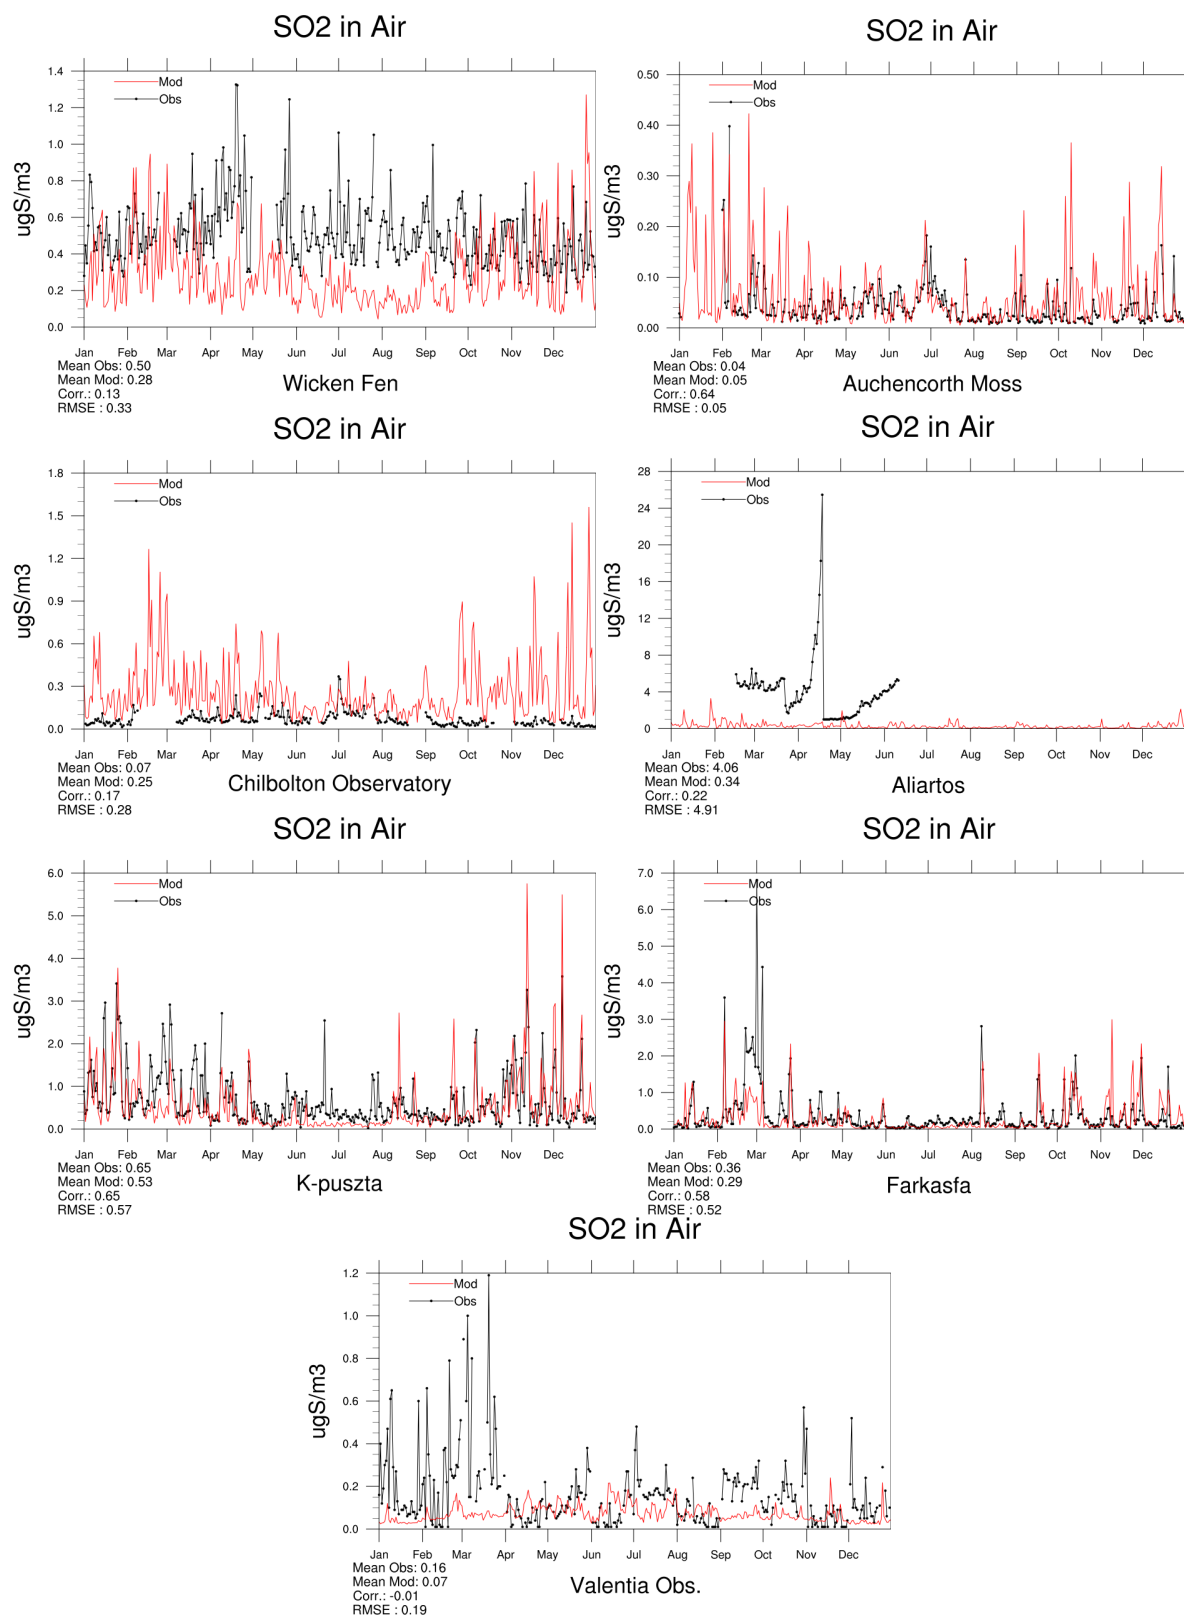 SO2 in Air
1.4
1.2
1.0
0.8
0.6
0.4
0.2
0.0
ugS/m3
Mod
Obs
Jan Feb Mar Apr May Jun Jul Aug Sep Oct Nov Dec
Mean Obs: 0.50
Mean Mod: 0.28
Corr.: 0.13
RMSE : 0.33
Wicken Fen
SO2 in Air
0.50
0.40
0.30
0.20
0.10
0.00
ugS/m3
Mod
Obs
Jan Feb Mar Apr May Jun Jul Aug Sep Oct Nov Dec
Mean Obs: 0.04
Mean Mod: 0.05
Corr.: 0.64
RMSE : 0.05
Auchencorth Moss
SO2 in Air
1.8
1.5
1.2
0.9
0.6
0.3
0.0
ugS/m3
Mod
Obs
Jan Feb Mar Apr May Jun Jul Aug Sep Oct Nov Dec
Mean Obs: 0.07
Mean Mod: 0.25
Corr.: 0.17
RMSE : 0.28
Chilbolton Observatory
SO2 in Air
28
24
20
16
12
8
4
0
ugS/m3
Mod
Obs
Jan Feb Mar Apr May Jun Jul Aug Sep Oct Nov Dec
Mean Obs: 4.06
Mean Mod: 0.34
Corr.: 0.22
RMSE : 4.91
Aliartos
SO2 in Air
6.0
5.0
4.0
3.0
2.0
1.0
0.0
ugS/m3
Mod
Obs
Jan Feb Mar Apr May Jun Jul Aug Sep Oct Nov Dec
Mean Obs: 0.65
Mean Mod: 0.53
Corr.: 0.65
RMSE : 0.57
K-puszta
SO2 in Air
7.0
6.0
5.0
4.0
3.0
2.0
1.0
0.0
ugS/m3
Mod
Obs
Jan Feb Mar Apr May Jun Jul Aug Sep Oct Nov Dec
Mean Obs: 0.36
Mean Mod: 0.29
Corr.: 0.58
RMSE : 0.52
Farkasfa
SO2 in Air
1.2
1.0
0.8
0.6
0.4
0.2
0.0
ugS/m3
Mod
Obs
Jan Feb Mar Apr May Jun Jul Aug Sep Oct Nov Dec
Mean Obs: 0.16
Mean Mod: 0.07
Corr.: -0.01
RMSE : 0.19
Valentia Obs.